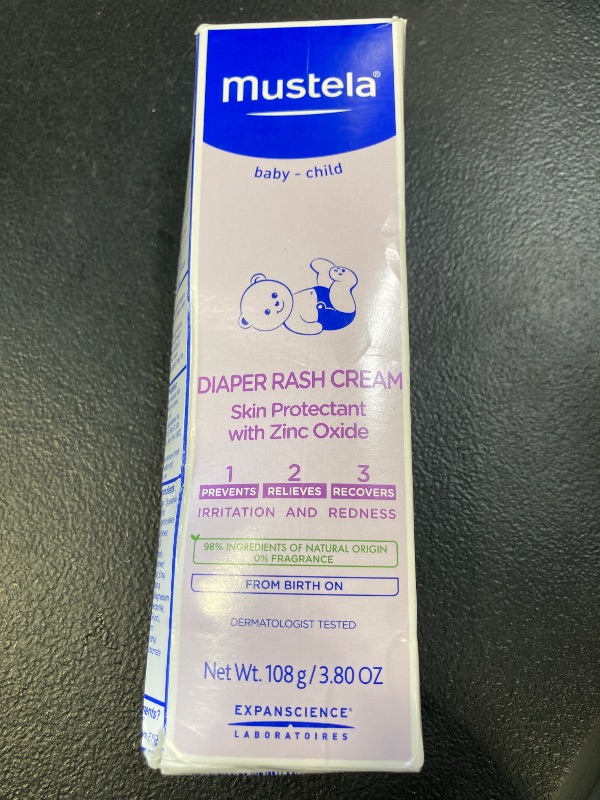 mustela®
baby - child
DIAPER RASH CREAM
Skin Protectant
with Zinc Oxide
1 2 3
PREVENTS RELIEVES RECOVERS
IRRITATION AND REDNESS
98% INGREDIENTS OF NATURAL ORIGIN
0% FRAGRANCE
FROM BIRTH ON
DERMATOLOGIST TESTED
Net Wt. 108 g / 3.80 OZ
EXPANSCIENCE®
LABORATOIRES